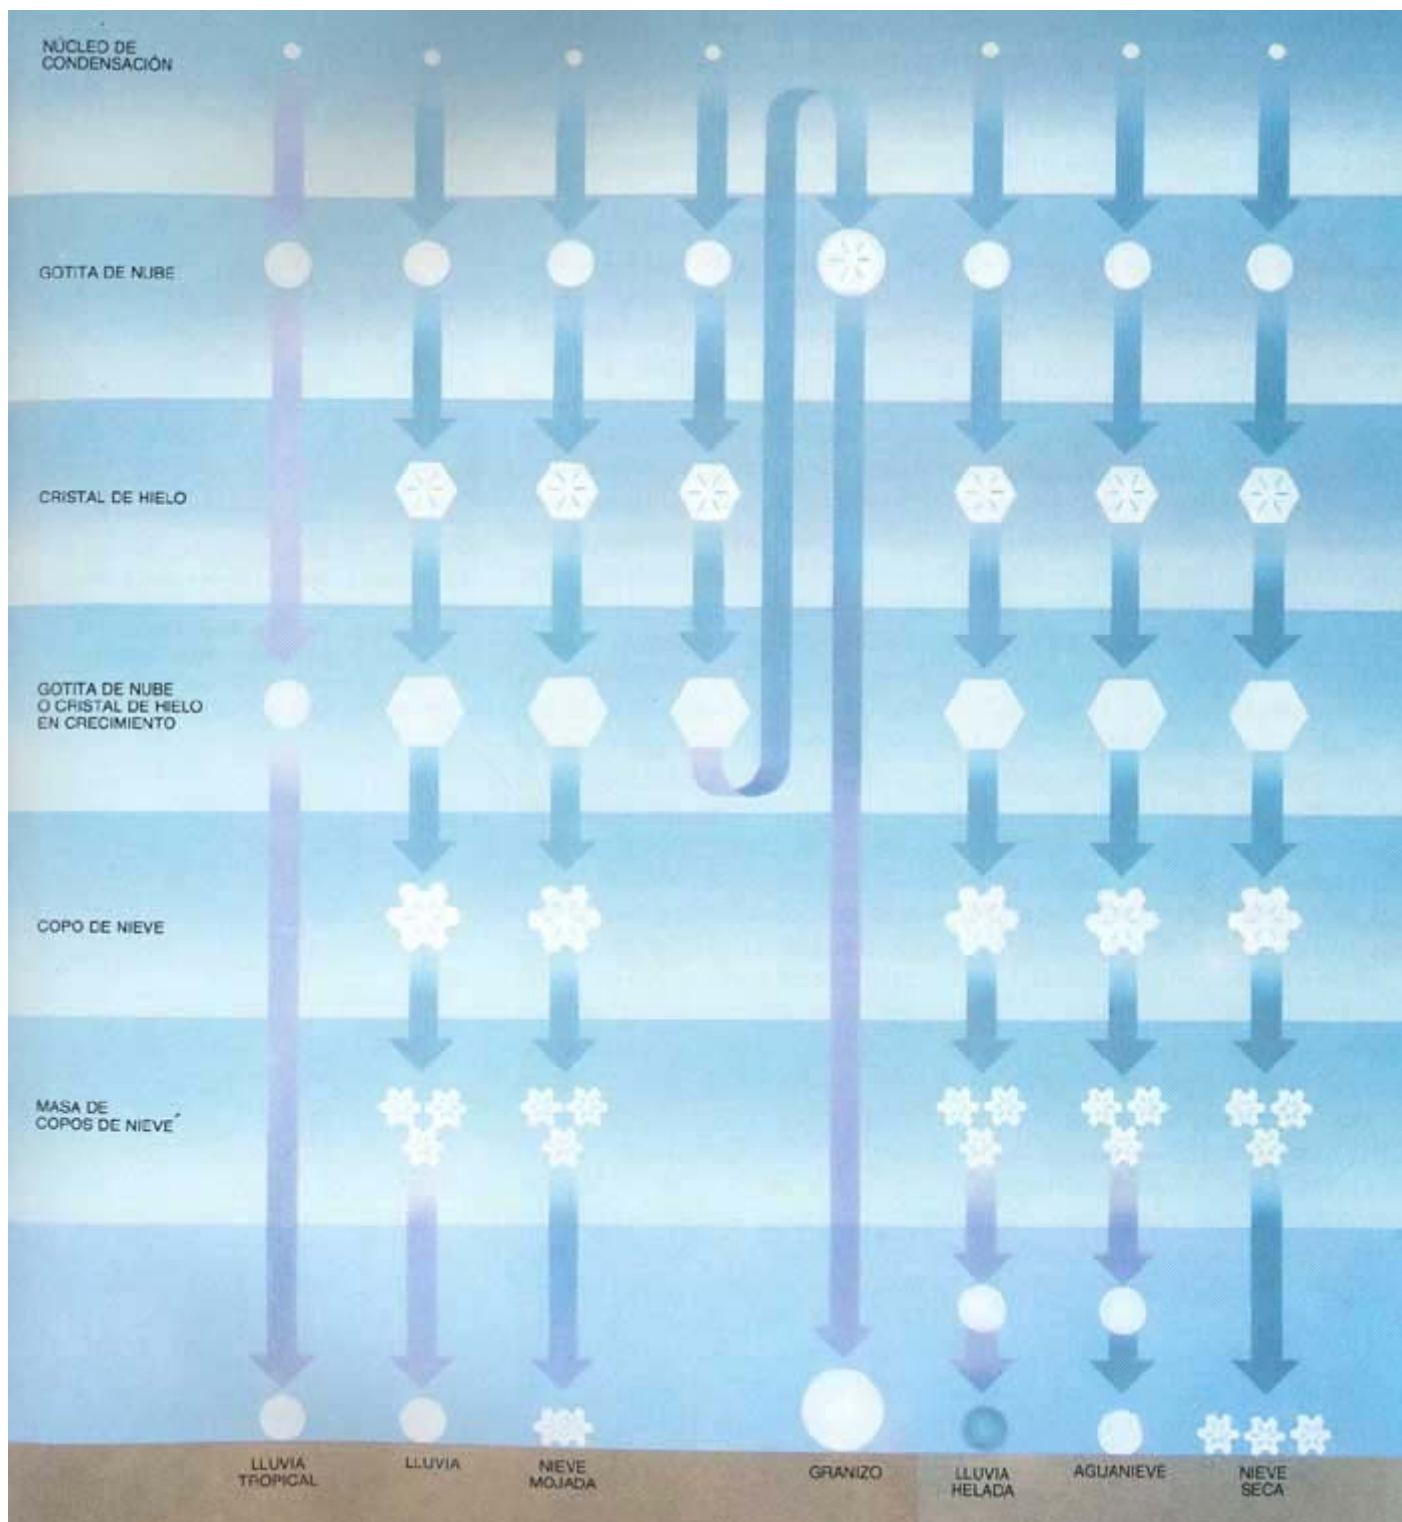 NÚCLEO DE
CONDENSACIÓN
GOTITA DE NUBE
CRISTAL DE HIELO
GOTITA DE NUBE
O CRISTAL DE HIELO
EN CRECIMIENTO
COPO DE NIEVE
MASA DE
COPOS DE NIEVE
LLUVIA
TROPICAL
LLUVIA
NIEVE
MOJADA
GRANIZO
LLUVIA
HELADA
AGUANIEVE
NIEVE
SECA